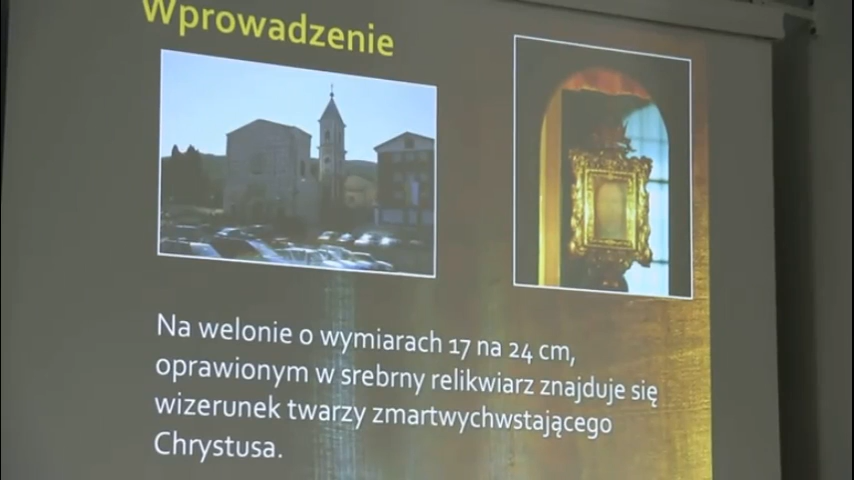 Wprowadzenie
Na welonie o wymiarach 17 na 24 cm,
oprawionym w srebrny relikwiarz znajduje się
wizerunek twarzy zmartwychwstającego
Chrystusa.